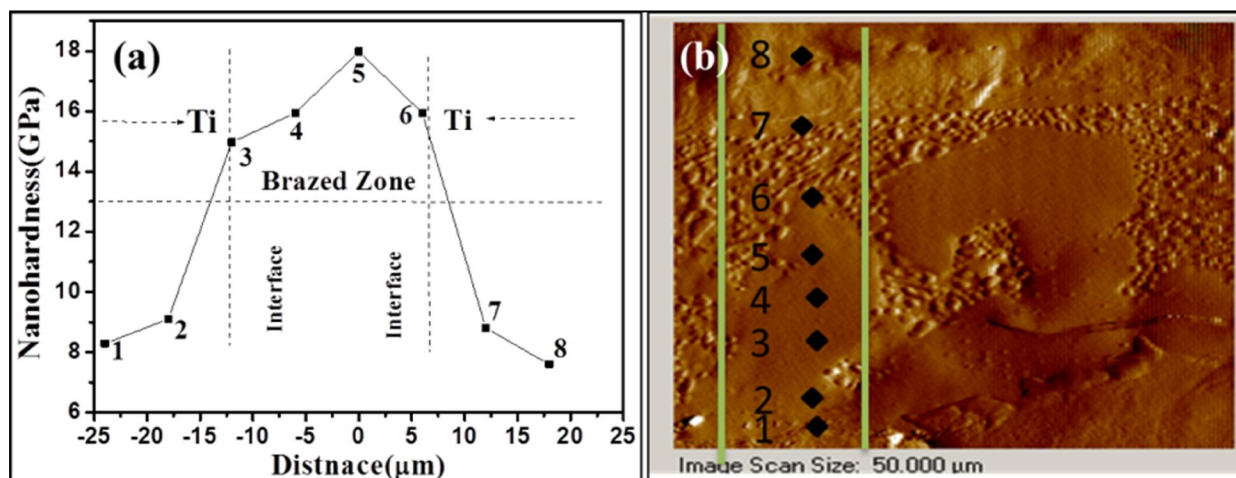 (a)
Nanohardness(GPa)
18
16
14
12
10
8
6
Ti
Ti
1
2
3
4
5
6
7
8
Brazed Zone
Interface
Interface
-25 -20 -15 -10 -5 0 5 10 15 20 25
Distnace(μm)
(b)
8
7
6
5
4
3
2
1
Image Scan Size: 50.000 μm